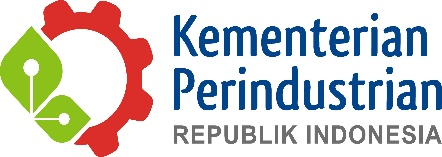 Kementerian
Perindustrian
REPUBLIK INDONESIA